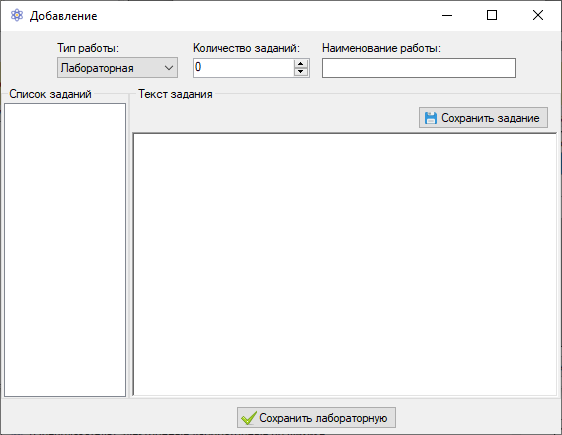 Добавление
Тип работы: Количество заданий: Наименование работы:
Лабораторная 0
Список заданий Текст задания
Сохранить задание
Сохранить лабораторную